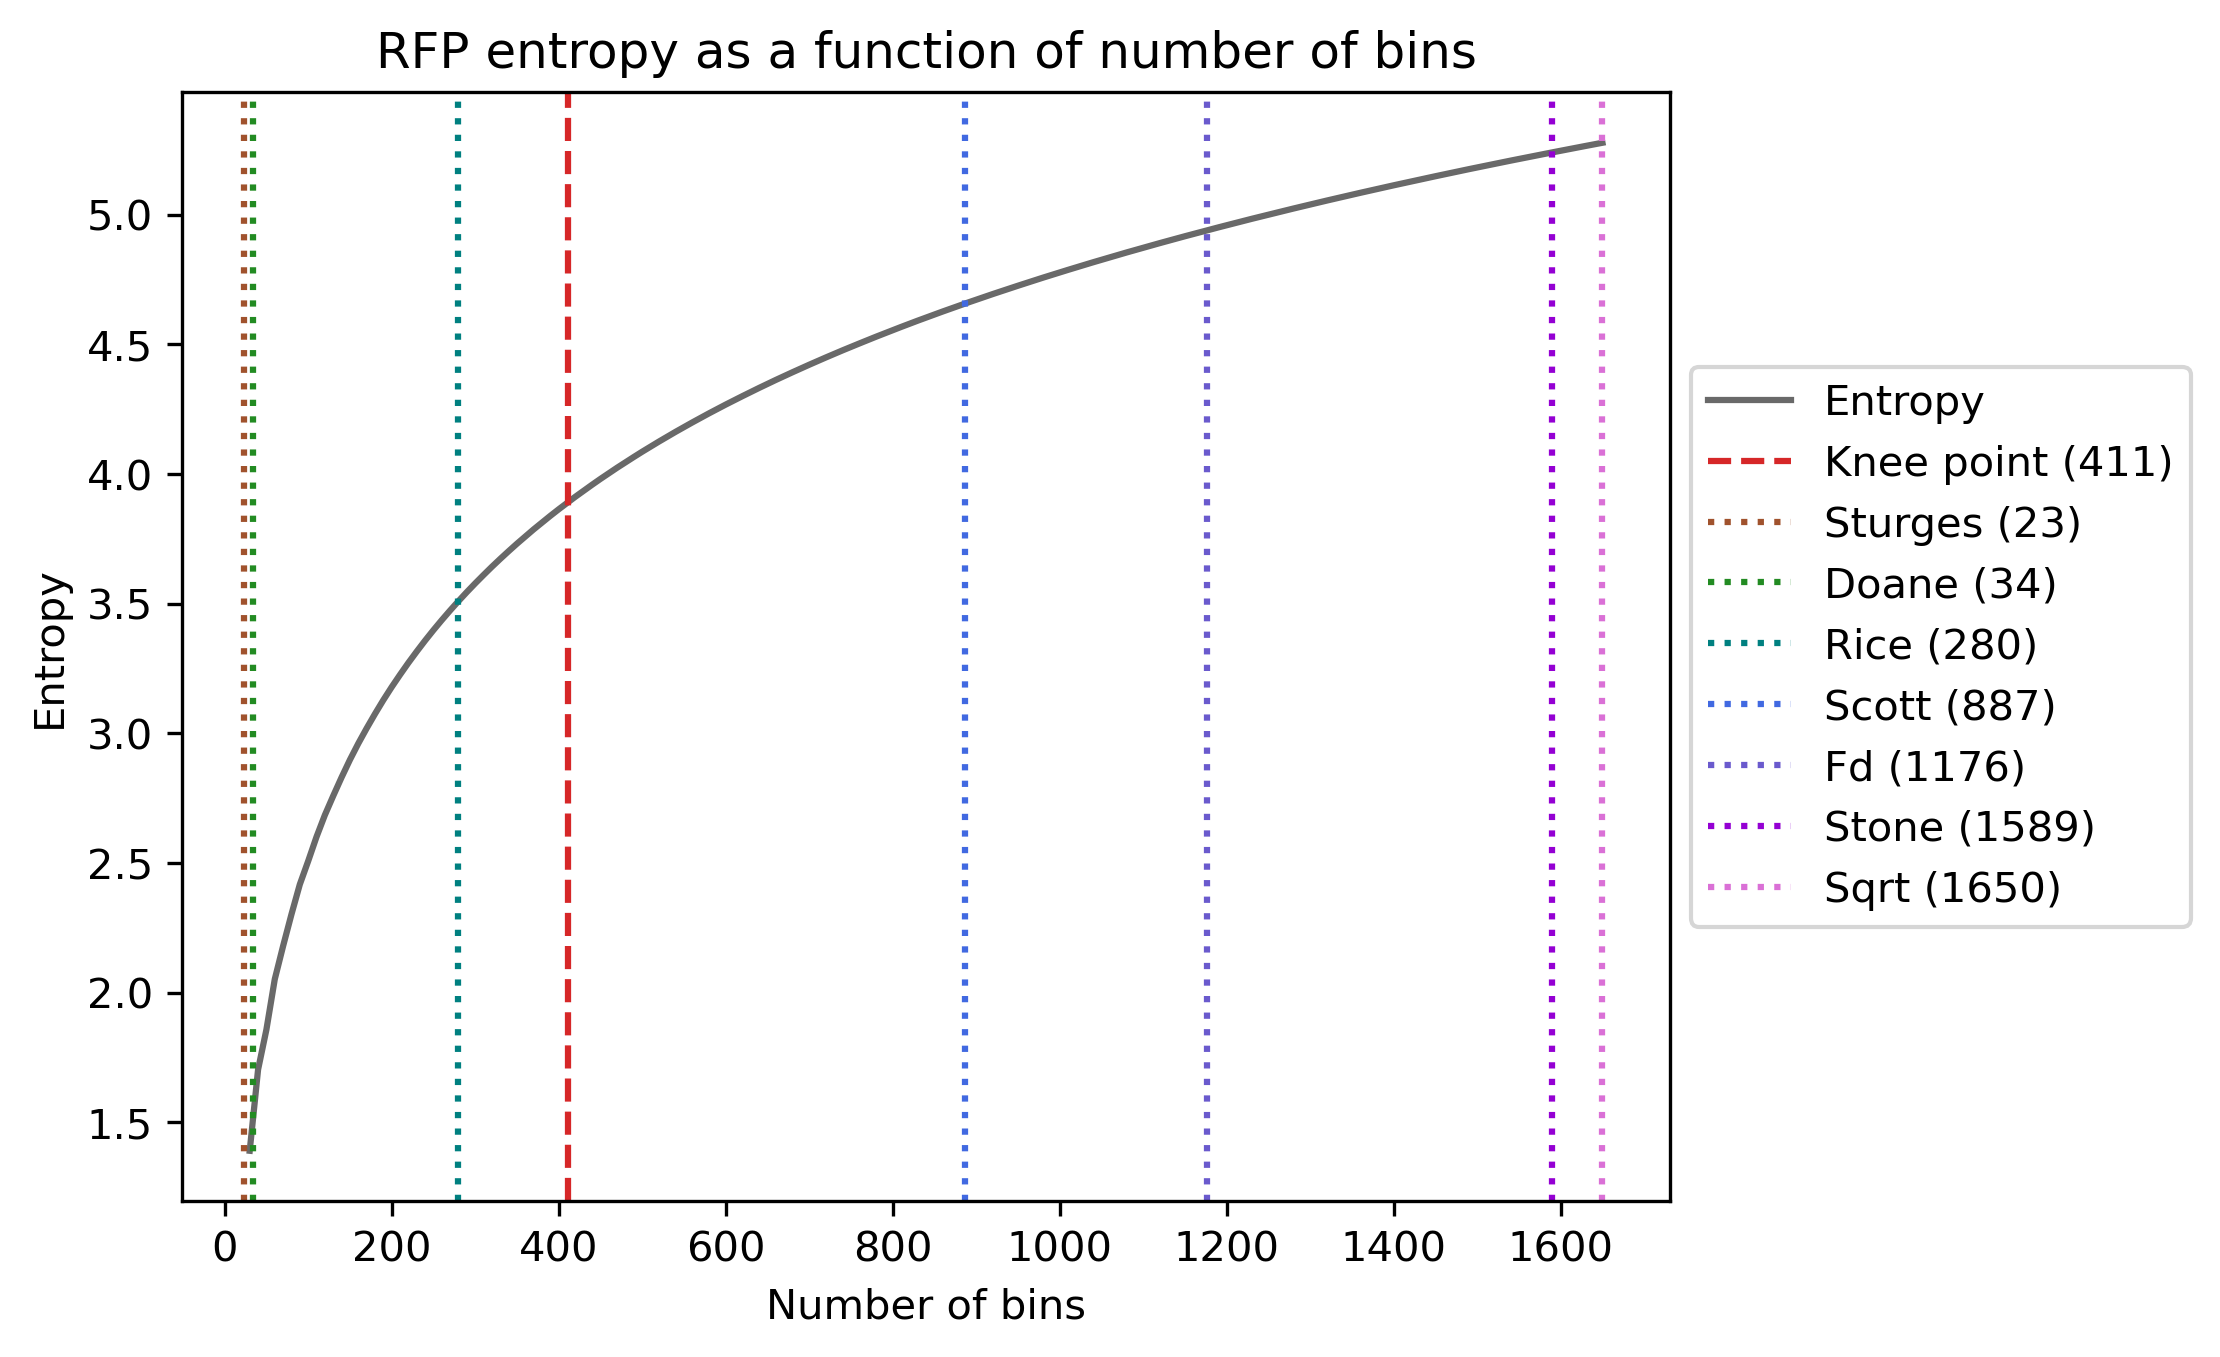 RFP entropy as a function of number of bins
Entropy
5.0
4.5
4.0
3.5
3.0
2.5
2.0
1.5
0 200 400 600 800 1000 1200 1400 1600
Number of bins
Entropy
Knee point (411)
Sturges (23)
Doane (34)
Rice (280)
Scott (887)
Fd (1176)
Stone (1589)
Sqrt (1650)